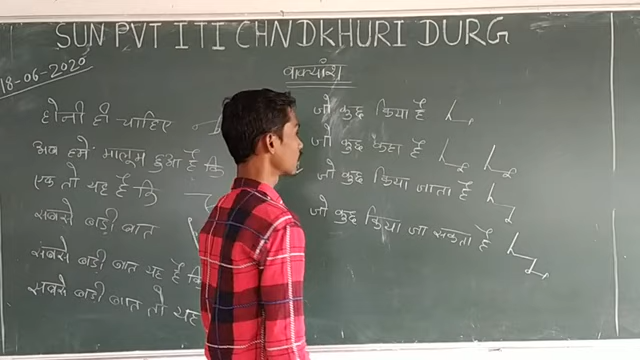 SUN PVT ITI CHNDKHURI DURG
18-06-2020
वाक्यांश
होनी ही चाहिए
अब हमें मालूम हुआ है कि
एक तो यह है कि
सबसे बड़ी बात
सबसे बड़ी बात यह है कि
सबसे बड़ी बात तो यह
जो कुछ किया है
जो कुछ कहा है
जो कुछ किया जाता है
जो कुछ किया जा सकता है